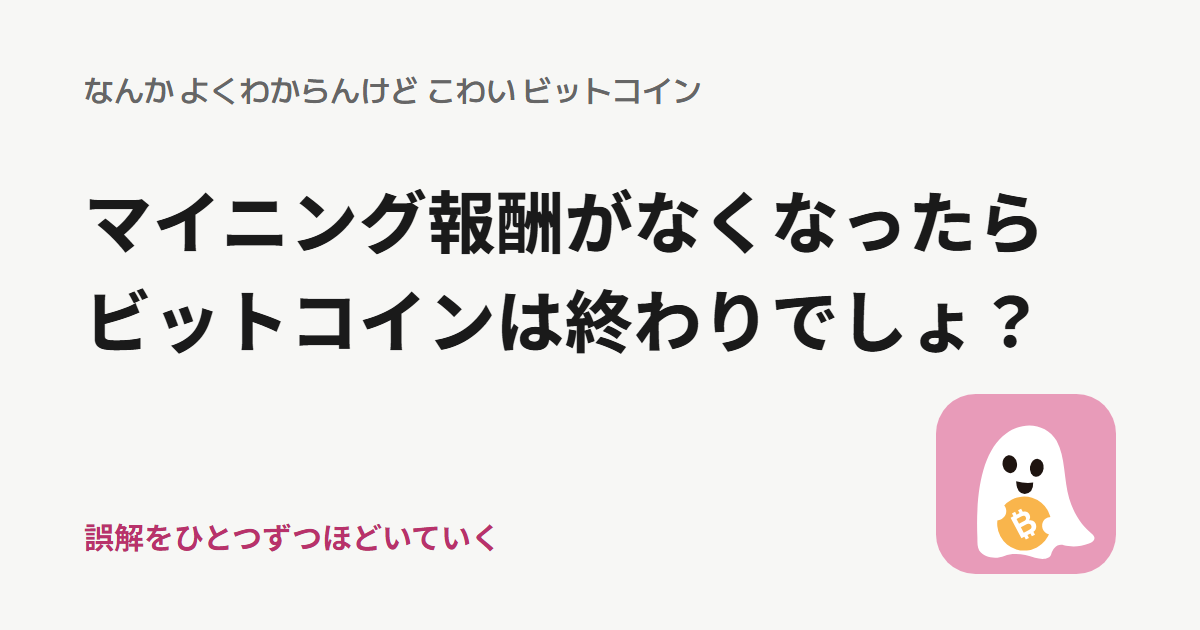 なんか よくわからんけど こわい ビットコイン
マイニング報酬がなくなったら
ビットコインは終わりでしょ？
誤解をひとつずつほどいていく